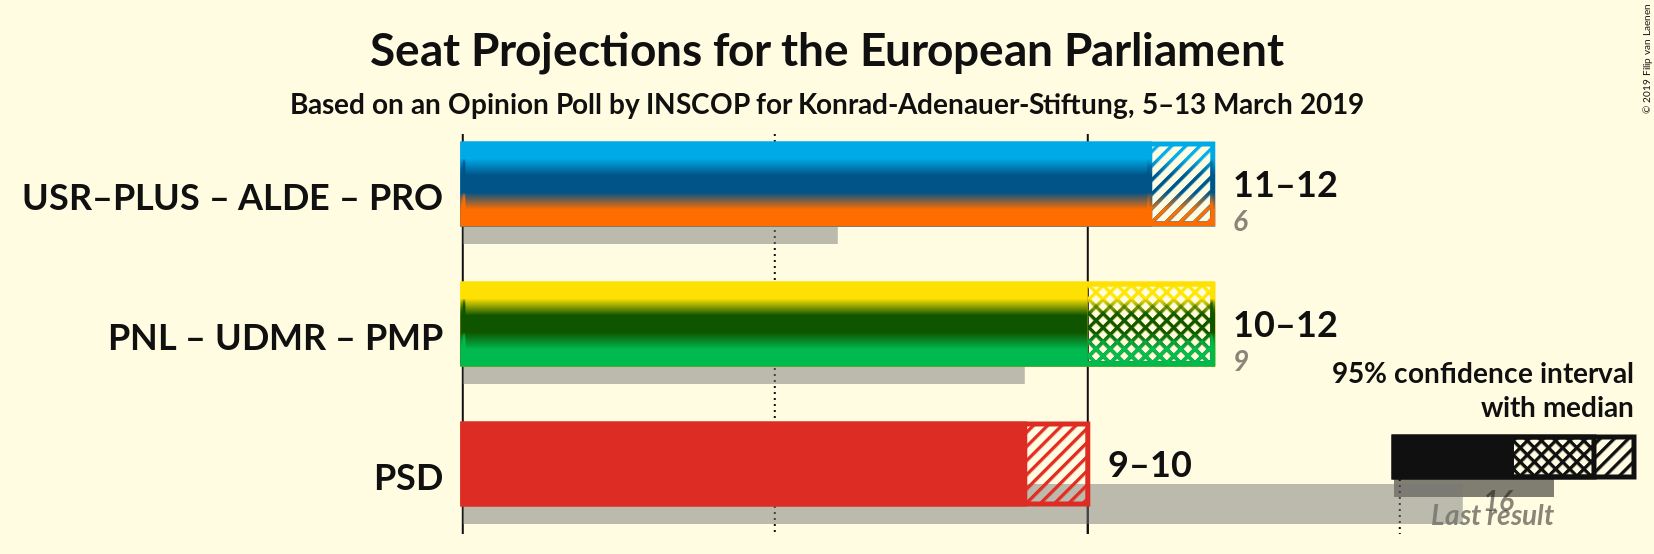 Seat Projections for the European Parliament
Based on an Opinion Poll by INSCOP for Konrad-Adenauer-Stiftung, 5–13 March 2019
© 2019 Filip van Laenen
USR–PLUS – ALDE – PRO
11–12
6
PNL – UDMR – PMP
10–12
9
95% confidence interval
with median
PSD
9–10
16
Last result